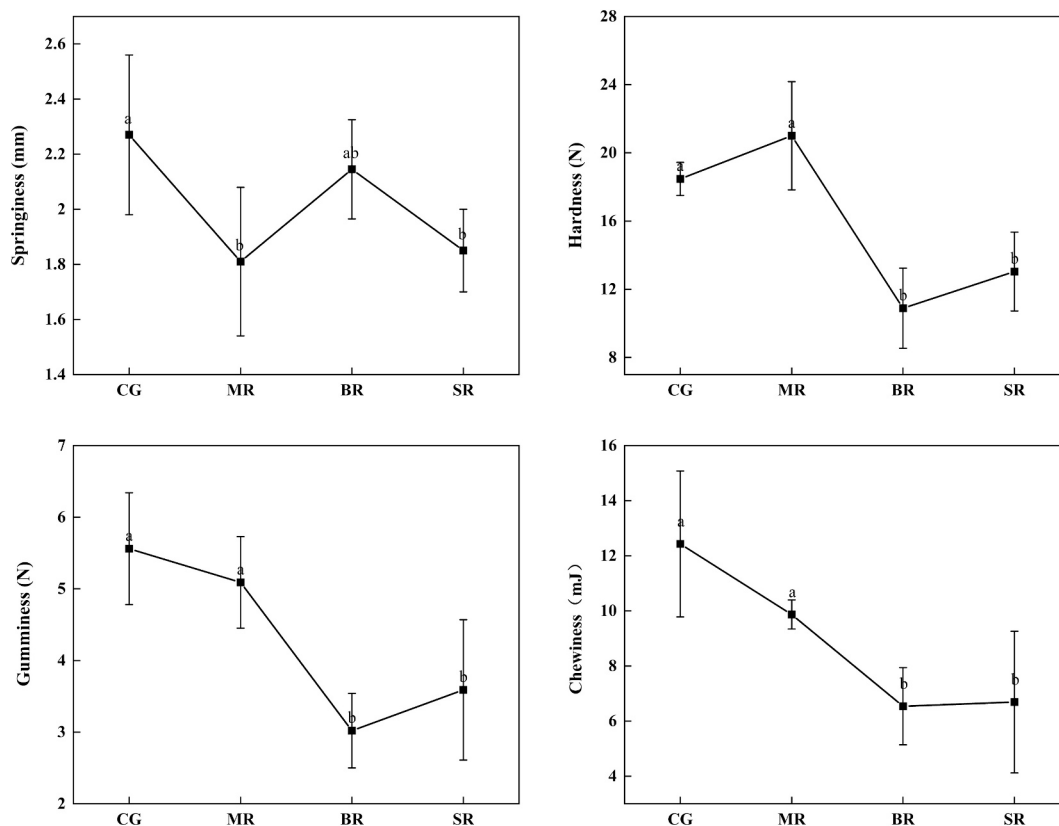 Springiness (mm)
2.6
2.4
2.2
2
1.8
1.6
1.4
a
b
ab
b
CG MR BR SR
Hardness (N)
28
24
20
16
12
8
a
a
b
b
CG MR BR SR
Gumminess (N)
7
6
5
4
3
2
a
a
b
b
CG MR BR SR
Chewiness（mJ）
16
14
12
10
8
6
4
a
a
b
b
CG MR BR SR